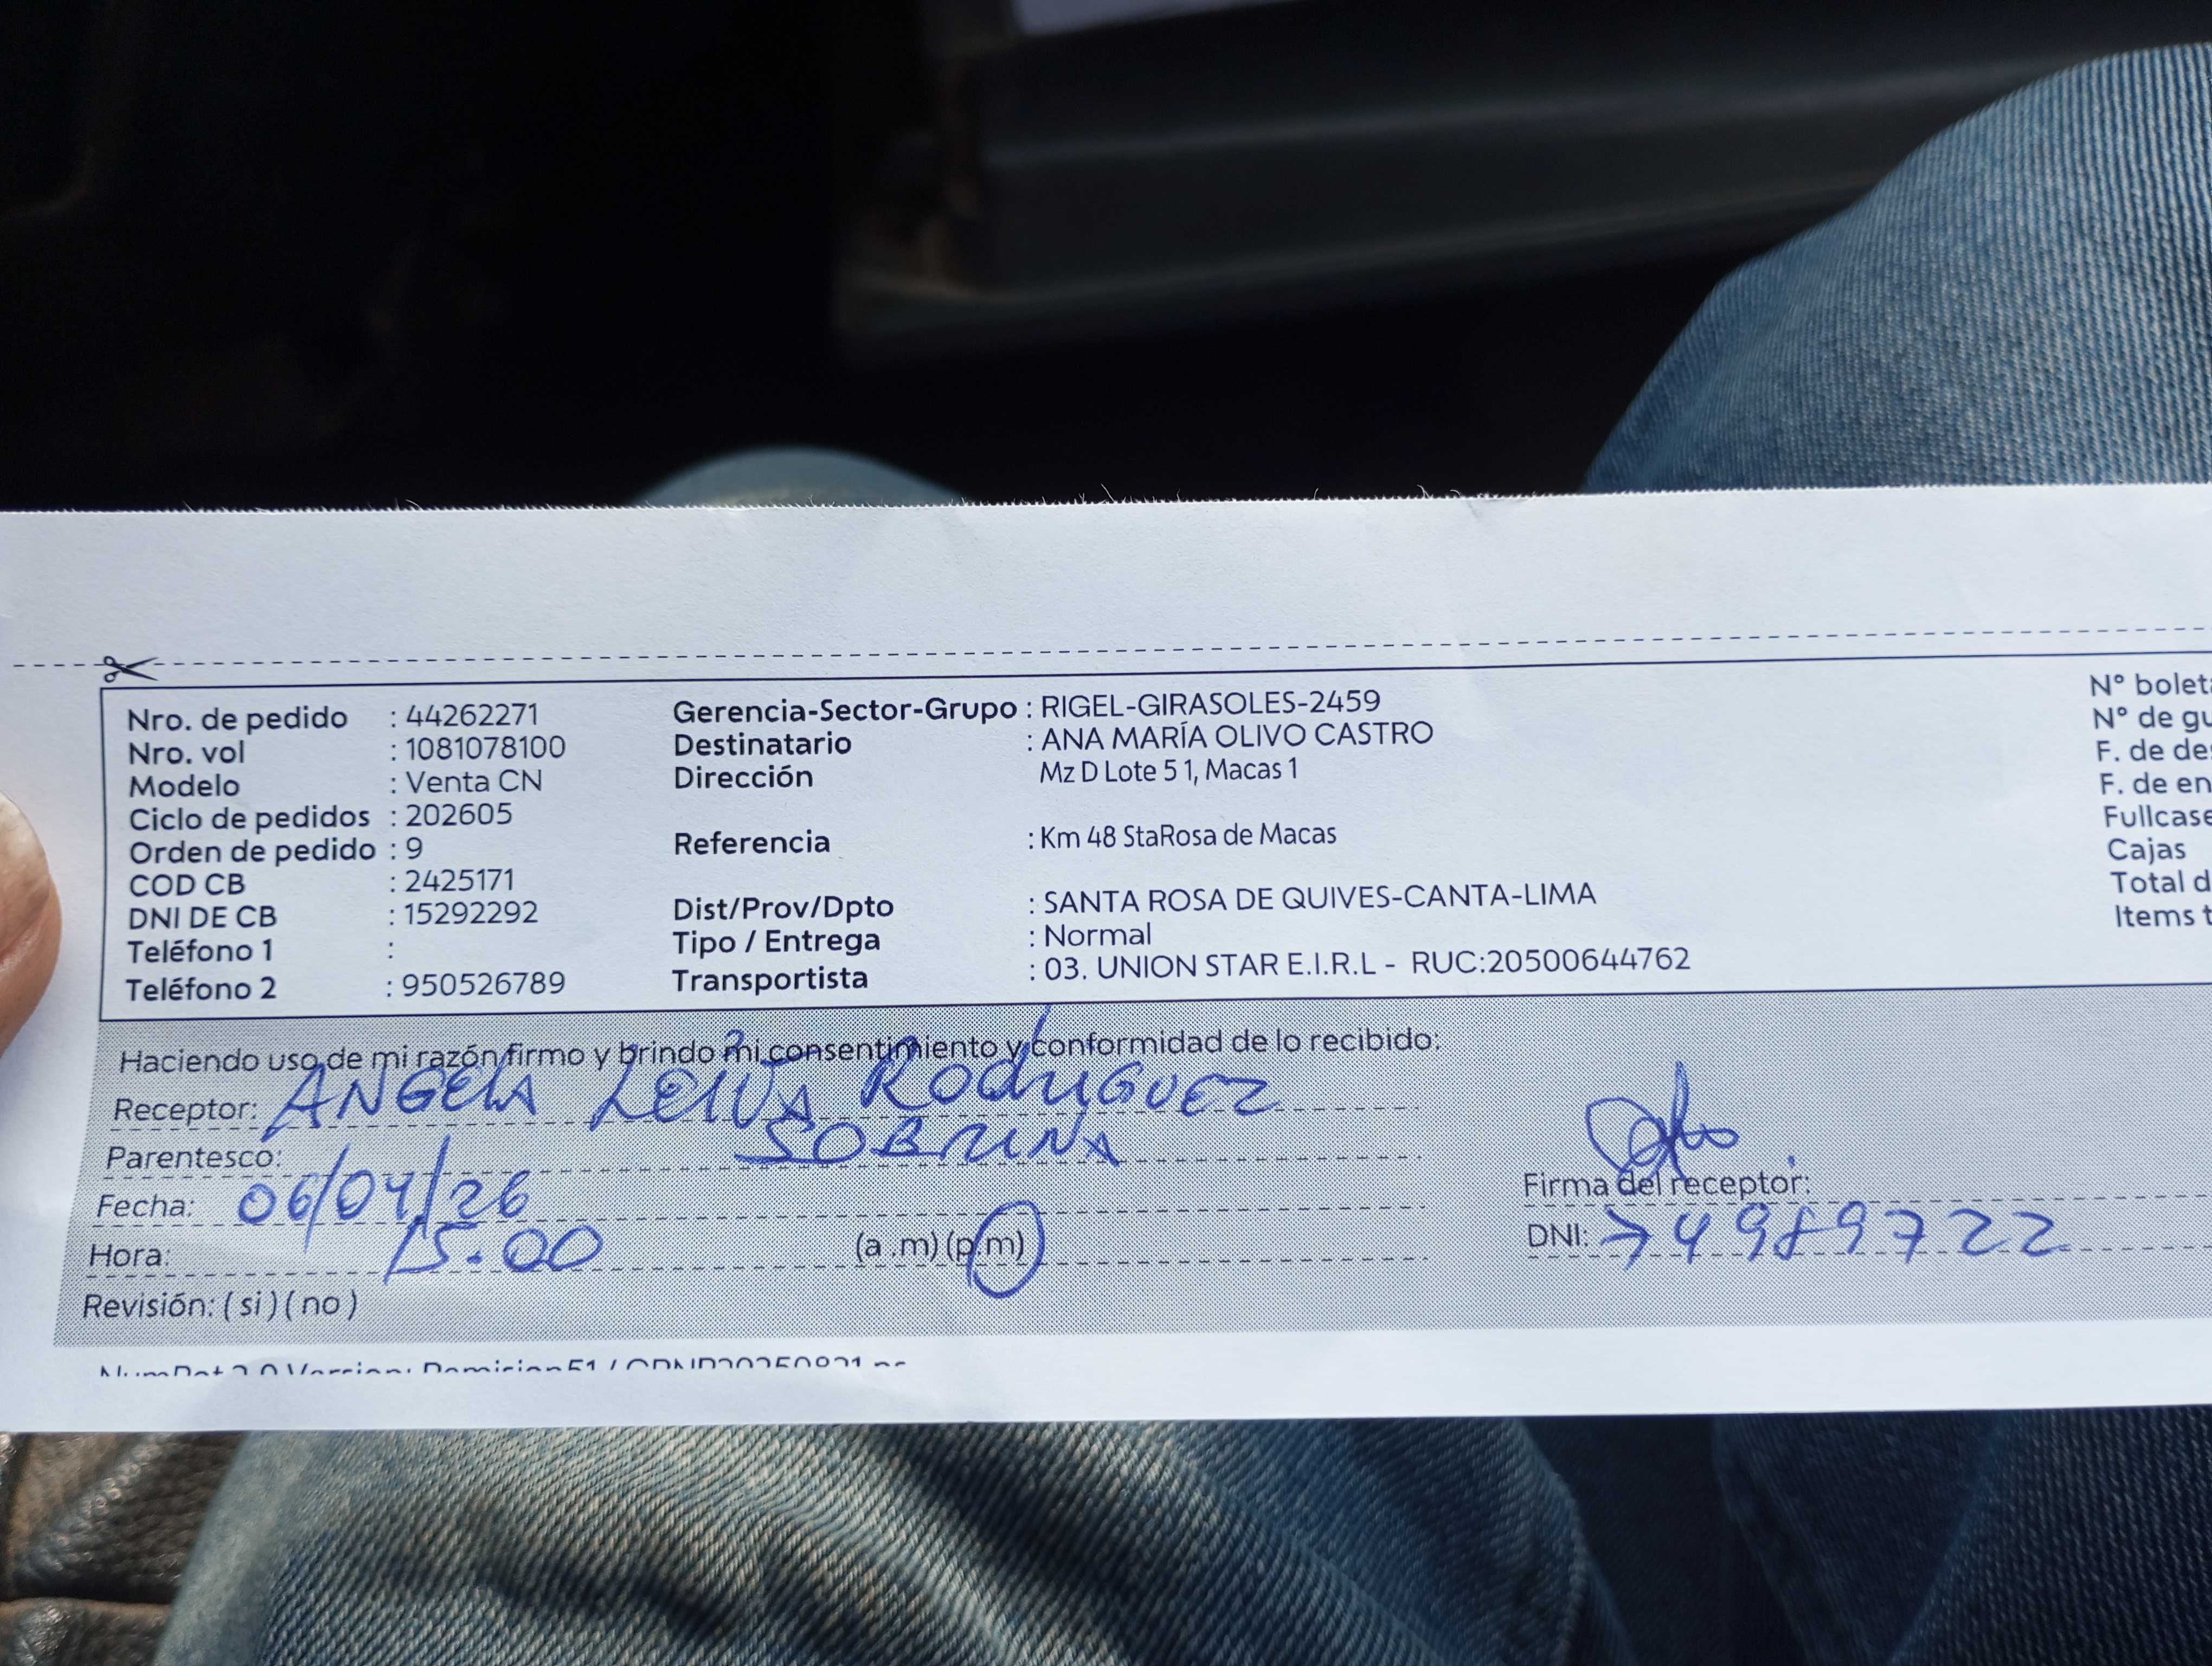 Nro. de pedido : 44262271
Nro. vol : 1081078100
Modelo : Venta CN
Ciclo de pedidos : 202605
Orden de pedido : 9
COD CB : 2425171
DNI DE CB : 15292292
Teléfono 1 :
Teléfono 2 : 950526789
Gerencia-Sector-Grupo : RIGEL-GIRASOLES-2459
Destinatario : ANA MARÍA OLIVO CASTRO
Dirección Mz D Lote 5 1, Macas 1
Referencia : Km 48 StaRosa de Macas
Dist/Prov/Dpto : SANTA ROSA DE QUIVES-CANTA-LIMA
Tipo / Entrega : Normal
Transportista : 03. UNION STAR E.I.R.L - RUC:20500644762
N° bolet
N° de gu
F. de de
F. de en
Fullcase
Cajas
Total d
Items t
Haciendo uso de mi razón firmo y brindo mi consentimiento y conformidad de lo recibido:
Receptor: ANGELA LEIVA RODRIGUEZ
Parentesco: SOBRINA
Fecha: 06/04/26
Hora: 15.00 (a .m) (p.m)
Revisión: ( si ) ( no )
Firma del receptor:
DNI: 74989722